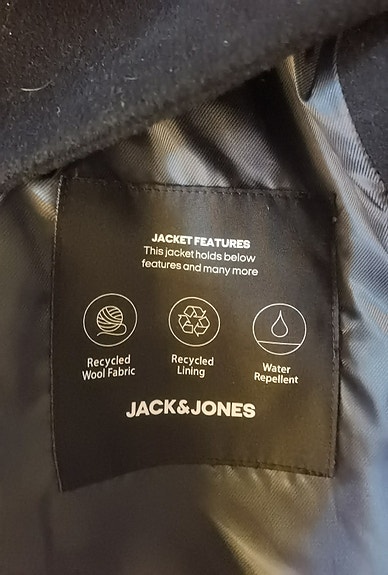 JACKET FEATURES
This jacket holds below
features and many more
Recycled
Wool Fabric
Recycled
Lining
Water
Repellent
JACK&JONES